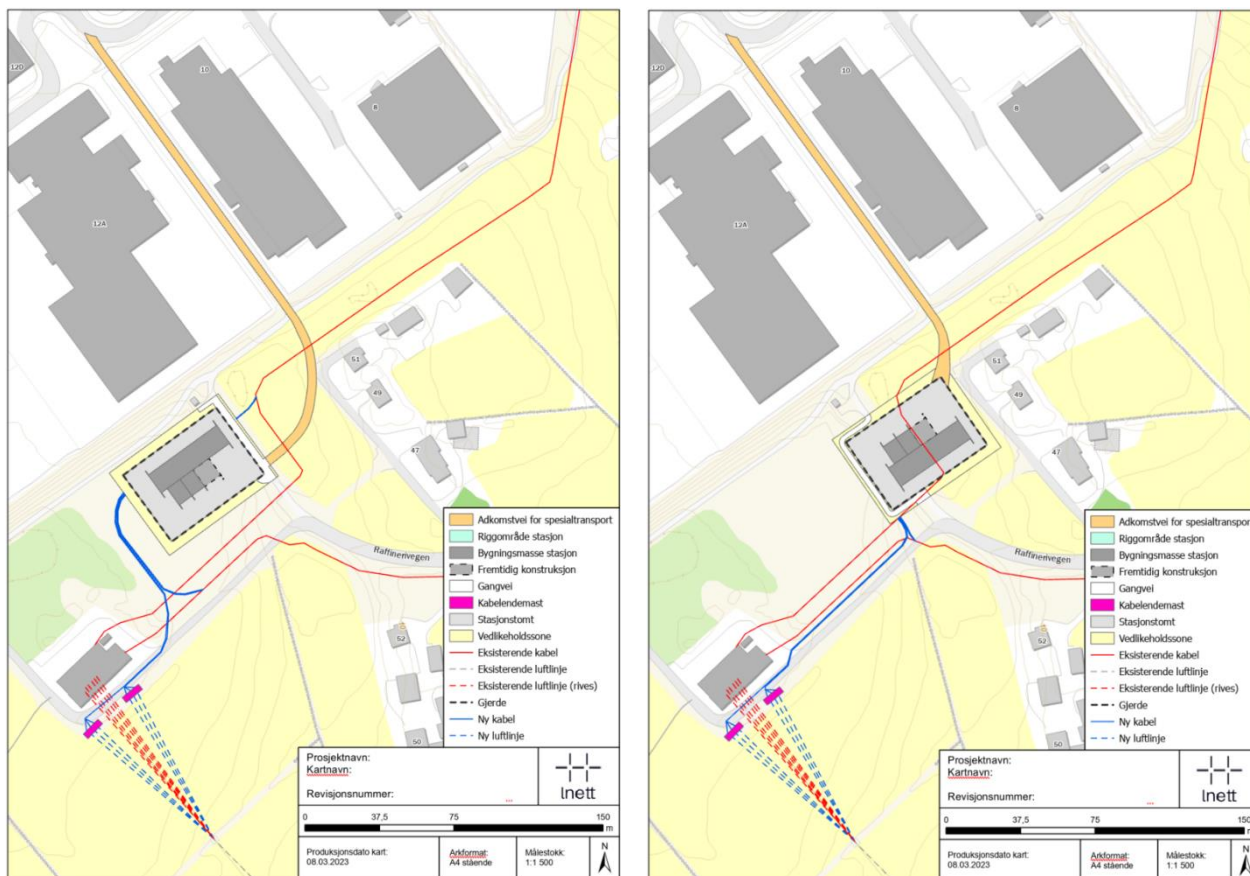 12D
10
8
12A
51
49
47
Raffinerivegen
52
50
Adkomstvei for spesialtransport
Riggområde stasjon
Bygningsmasse stasjon
Fremtidig konstruksjon
Gangvei
Kabelendemast
Stasjonstomt
Vedlikeholdssone
Eksisterende kabel
Eksisterende luftlinje
Eksisterende luftlinje (rives)
Gjerde
Ny kabel
Ny luftlinje
Prosjektnavn:
Kartnavn:
Revisjonsnummer:
...
lnett
0 37,5 75 150
m
Produksjonsdato kart:
08.03.2023
Arkformat:
A4 stående
Målestokk:
1:1 500
N
12D
10
8
12A
51
49
47
Raffinerivegen
52
50
Adkomstvei for spesialtransport
Riggområde stasjon
Bygningsmasse stasjon
Fremtidig konstruksjon
Gangvei
Kabelendemast
Stasjonstomt
Vedlikeholdssone
Eksisterende kabel
Eksisterende luftlinje
Eksisterende luftlinje (rives)
Gjerde
Ny kabel
Ny luftlinje
Prosjektnavn:
Kartnavn:
Revisjonsnummer:
...
lnett
0 37,5 75 150
m
Produksjonsdato kart:
08.03.2023
Arkformat:
A4 stående
Målestokk:
1:1 500
N